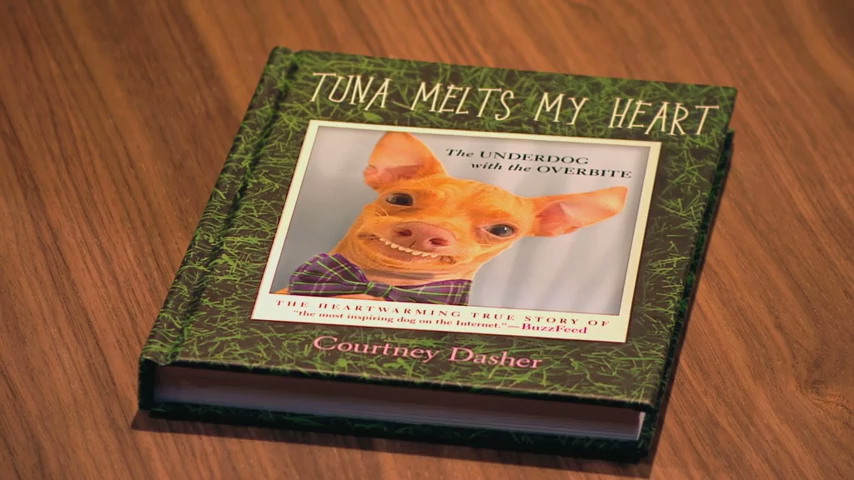 TUNA MELTS MY HEART
The UNDERDOG
with the OVERBITE
THE HEARTWARMING TRUE STORY OF
"the most inspiring dog on the Internet."—BuzzFeed
Courtney Dasher